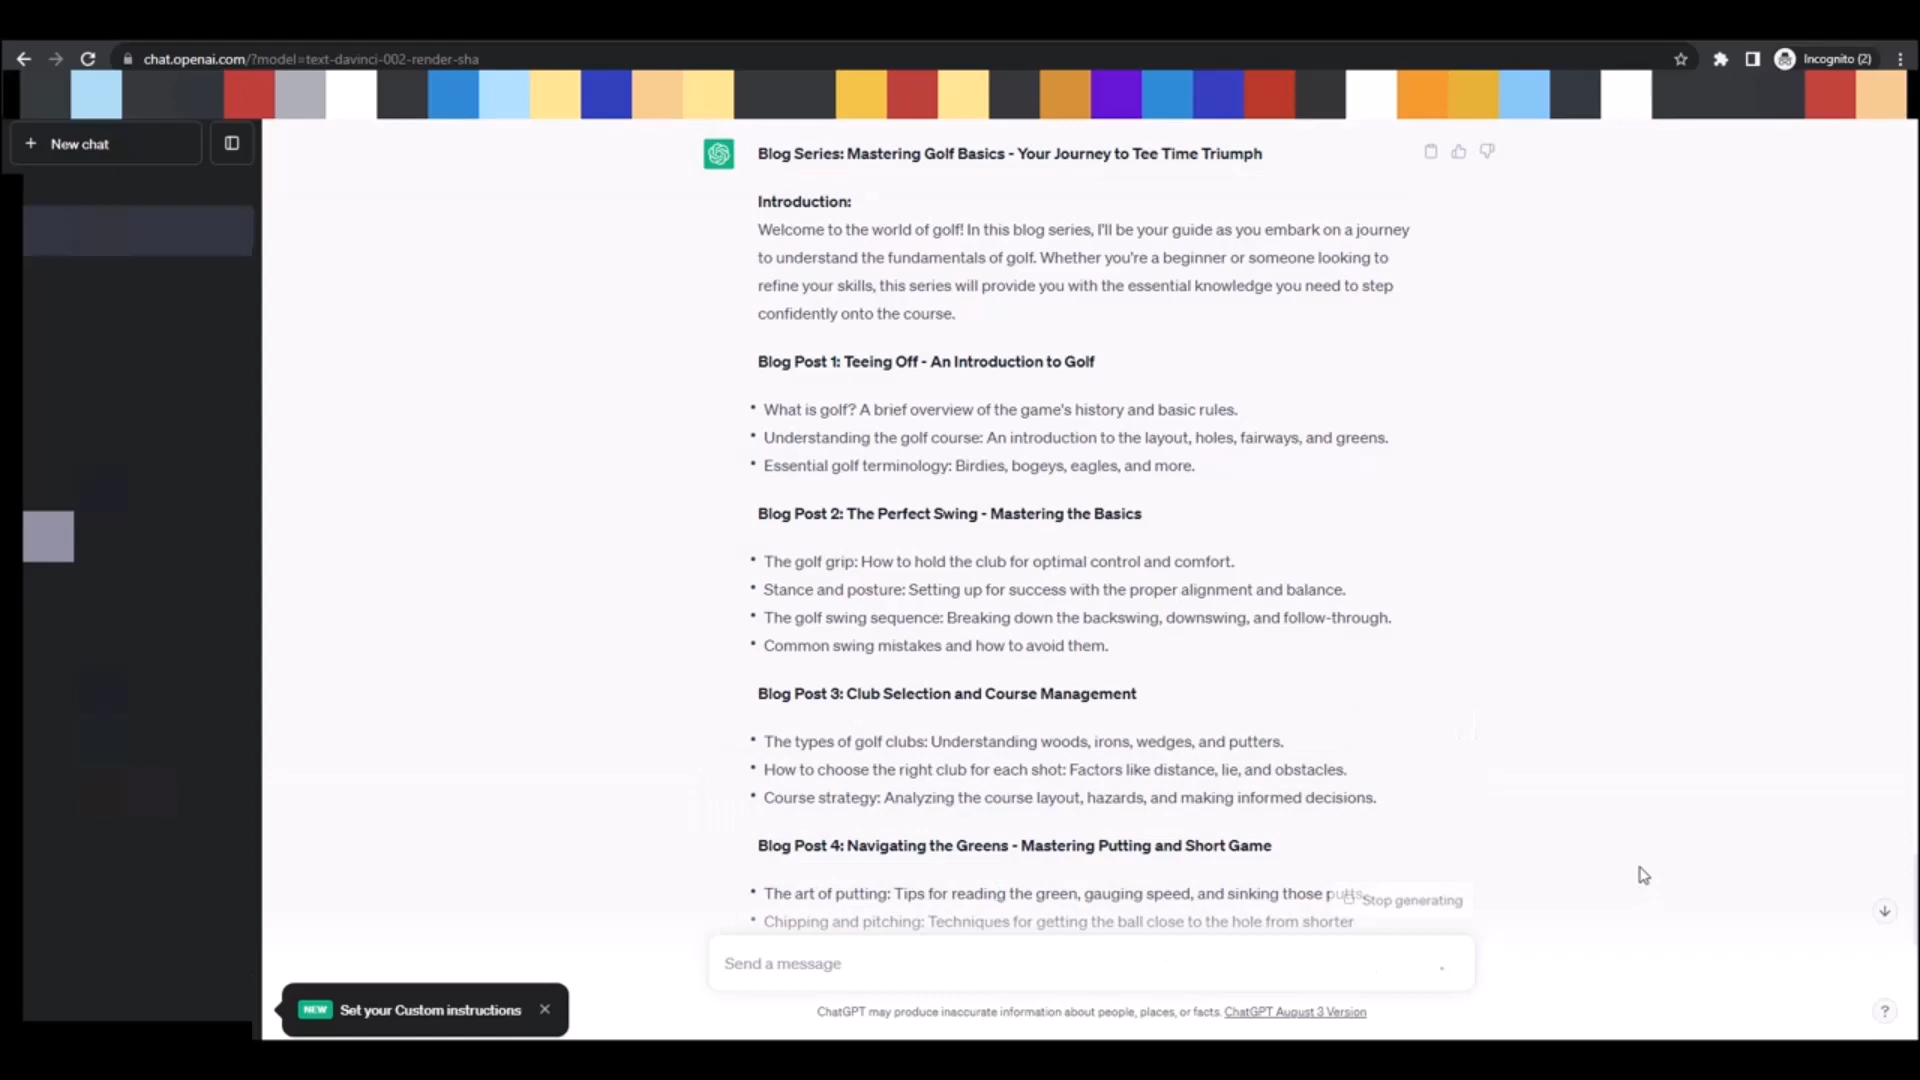 chat.openai.com/?model=text-davinci-002-render-sha
Incognito (2)
+ New chat
Blog Series: Mastering Golf Basics - Your Journey to Tee Time Triumph
Introduction:
Welcome to the world of golf! In this blog series, I'll be your guide as you embark on a journey
to understand the fundamentals of golf. Whether you're a beginner or someone looking to
refine your skills, this series will provide you with the essential knowledge you need to step
confidently onto the course.
Blog Post 1: Teeing Off - An Introduction to Golf
• What is golf? A brief overview of the game's history and basic rules.
• Understanding the golf course: An introduction to the layout, holes, fairways, and greens.
• Essential golf terminology: Birdies, bogeys, eagles, and more.
Blog Post 2: The Perfect Swing - Mastering the Basics
• The golf grip: How to hold the club for optimal control and comfort.
• Stance and posture: Setting up for success with the proper alignment and balance.
• The golf swing sequence: Breaking down the backswing, downswing, and follow-through.
• Common swing mistakes and how to avoid them.
Blog Post 3: Club Selection and Course Management
• The types of golf clubs: Understanding woods, irons, wedges, and putters.
• How to choose the right club for each shot: Factors like distance, lie, and obstacles.
• Course strategy: Analyzing the course layout, hazards, and making informed decisions.
Blog Post 4: Navigating the Greens - Mastering Putting and Short Game
• The art of putting: Tips for reading the green, gauging speed, and sinking those putts.
Stop generating
• Chipping and pitching: Techniques for getting the ball close to the hole from shorter
Send a message
NEW Set your Custom instructions
ChatGPT may produce inaccurate information about people, places, or facts. ChatGPT August 3 Version
?